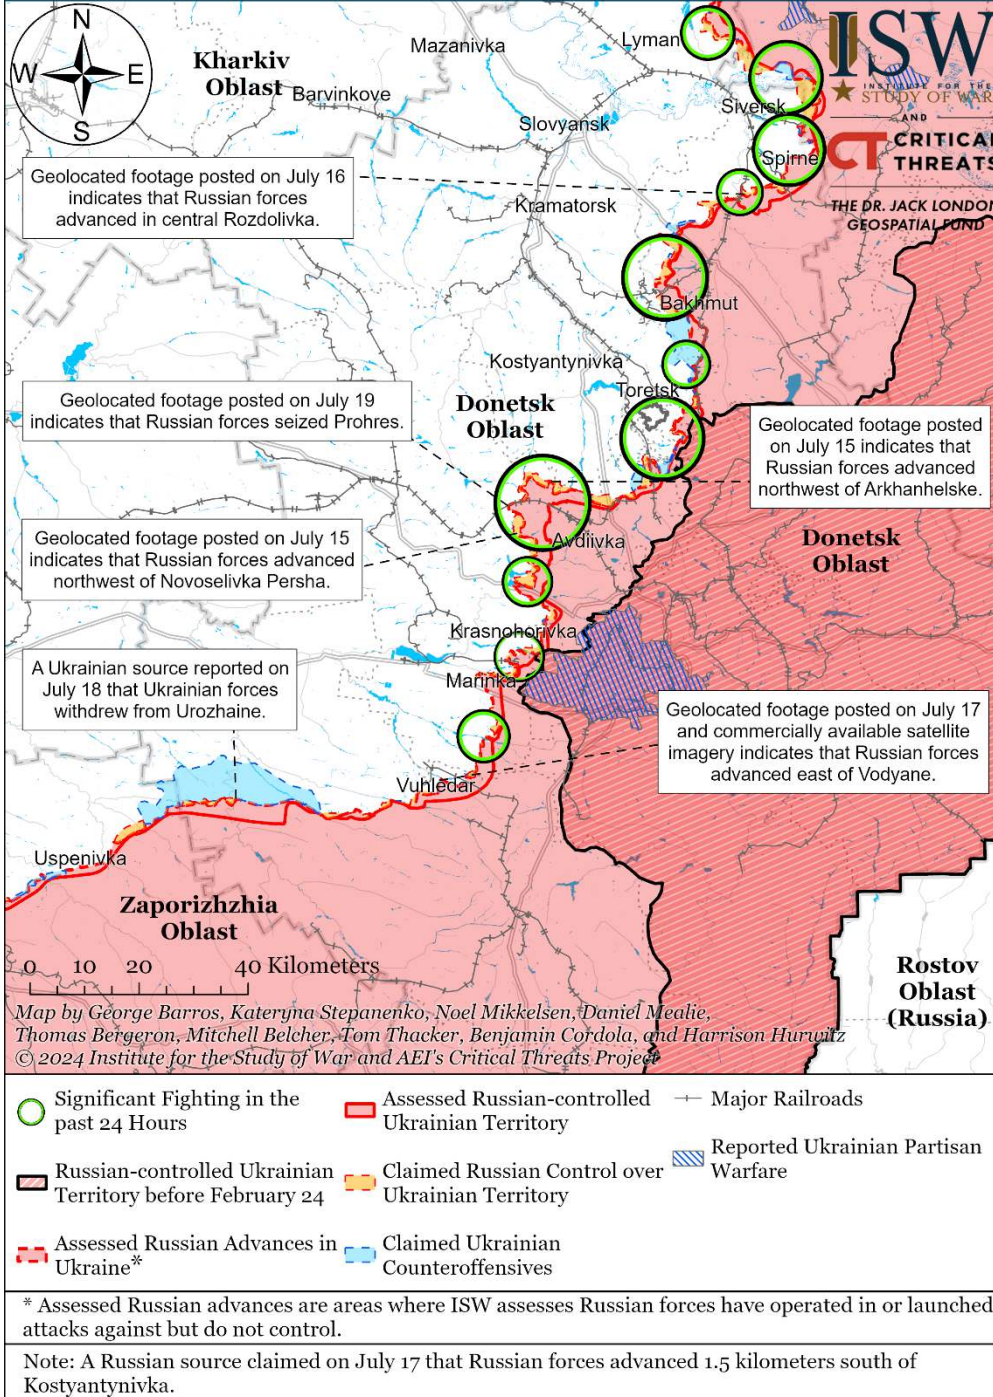 N
W
E
S
Kharkiv
Oblast
Mazanivka
Barvinkove
Lyman
ISW
INSTITUTE FOR THE
STUDY OF WAR
AND
CT CRITICAL
THREATS
THE DR. JACK LONDON
GEOSPATIAL FUND
Siversk
Slovyansk
Spirne
Geolocated footage posted on July 16
indicates that Russian forces
advanced in central Rozdolivka.
Kramatorsk
Bakhmut
Kostyantynivka
Toretsk
Geolocated footage posted on July 19
indicates that Russian forces seized Prohres.
Donetsk
Oblast
Geolocated footage posted
on July 15 indicates that
Russian forces advanced
northwest of Arkhanhelske.
Geolocated footage posted on July 15
indicates that Russian forces advanced
northwest of Novoselivka Persha.
Avdiivka
Donetsk
Oblast
Krasnohorivka
Marinka
A Ukrainian source reported on
July 18 that Ukrainian forces
withdrew from Urozhaine.
Geolocated footage posted on July 17
and commercially available satellite
imagery indicates that Russian forces
advanced east of Vodyane.
Vuhledar
Uspenivka
Zaporizhzhia
Oblast
Rostov
Oblast
(Russia)
0 10 20 40 Kilometers
Map by George Barros, Kateryna Stepanenko, Noel Mikkelsen, Daniel Mealie,
Thomas Bergeron, Mitchell Belcher, Tom Thacker, Benjamin Cordola, and Harrison Hurwitz
© 2024 Institute for the Study of War and AEI's Critical Threats Project
Significant Fighting in the
past 24 Hours
Russian-controlled Ukrainian
Territory before February 24
Assessed Russian Advances in
Ukraine*
Assessed Russian-controlled
Ukrainian Territory
Claimed Russian Control over
Ukrainian Territory
Claimed Ukrainian
Counteroffensives
Major Railroads
Reported Ukrainian Partisan
Warfare
* Assessed Russian advances are areas where ISW assesses Russian forces have operated in or launched
attacks against but do not control.
Note: A Russian source claimed on July 17 that Russian forces advanced 1.5 kilometers south of
Kostyantynivka.